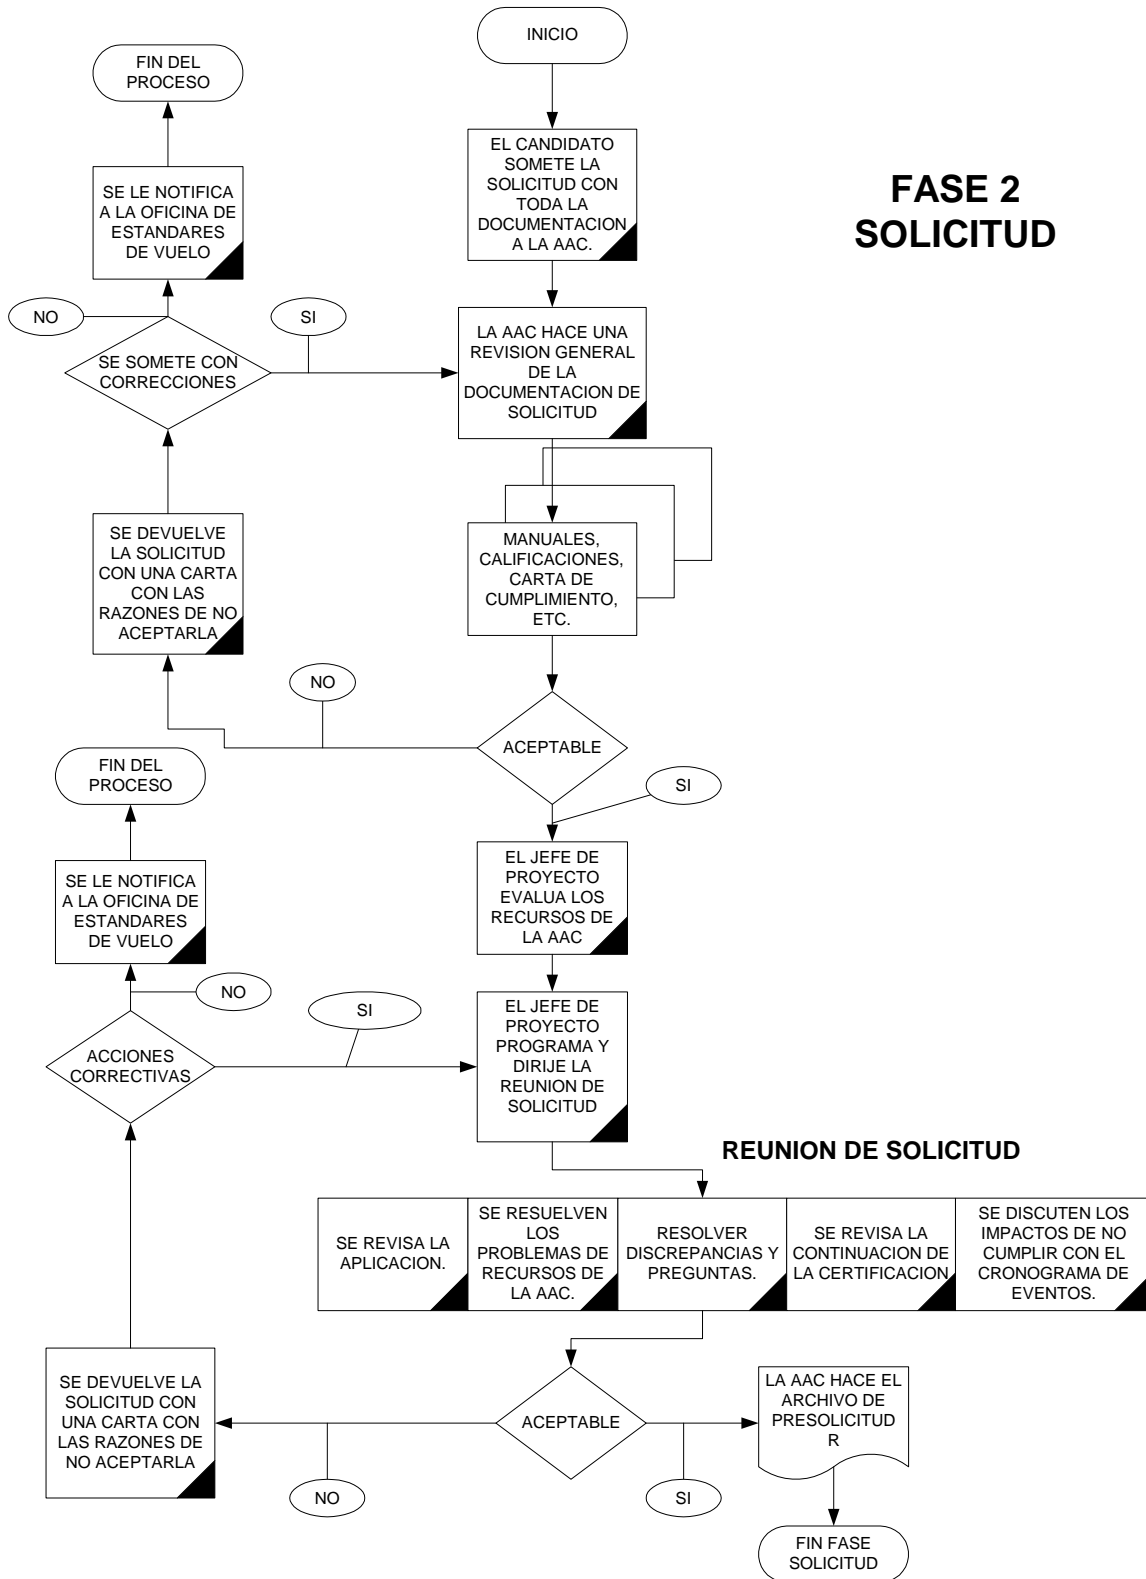 INICIO
FIN DEL
PROCESO
EL CANDIDATO
SOMETE LA
SOLICITUD CON
TODA LA
DOCUMENTACION
A LA AAC.
FASE 2
SOLICITUD
SE LE NOTIFICA
A LA OFICINA DE
ESTANDARES
DE VUELO
NO
SI
SE SOMETE CON
CORRECCIONES
LA AAC HACE UNA
REVISION GENERAL
DE LA
DOCUMENTACION DE
SOLICITUD
SE DEVUELVE
LA SOLICITUD
CON UNA CARTA
CON LAS
RAZONES DE NO
ACEPTARLA
MANUALES,
CALIFICACIONES,
CARTA DE
CUMPLIMIENTO,
ETC.
NO
ACEPTABLE
SI
FIN DEL
PROCESO
EL JEFE DE
PROYECTO
EVALUA LOS
RECURSOS DE
LA AAC
SE LE NOTIFICA
A LA OFICINA DE
ESTANDARES
DE VUELO
NO
SI
ACCIONES
CORRECTIVAS
EL JEFE DE
PROYECTO
PROGRAMA Y
DIRIJE LA
REUNION DE
SOLICITUD
REUNION DE SOLICITUD
SE REVISA LA
APLICACION.
SE RESUELVEN
LOS
PROBLEMAS DE
RECURSOS DE
LA AAC.
RESOLVER
DISCREPANCIAS Y
PREGUNTAS.
SE REVISA LA
CONTINUACION DE
LA CERTIFICACION
SE DISCUTEN LOS
IMPACTOS DE NO
CUMPLIR CON EL
CRONOGRAMA DE
EVENTOS.
SE DEVUELVE LA
SOLICITUD CON
UNA CARTA CON
LAS RAZONES DE
NO ACEPTARLA
ACEPTABLE
LA AAC HACE EL
ARCHIVO DE
PRESOLICITUD
R
NO
SI
FIN FASE
SOLICITUD